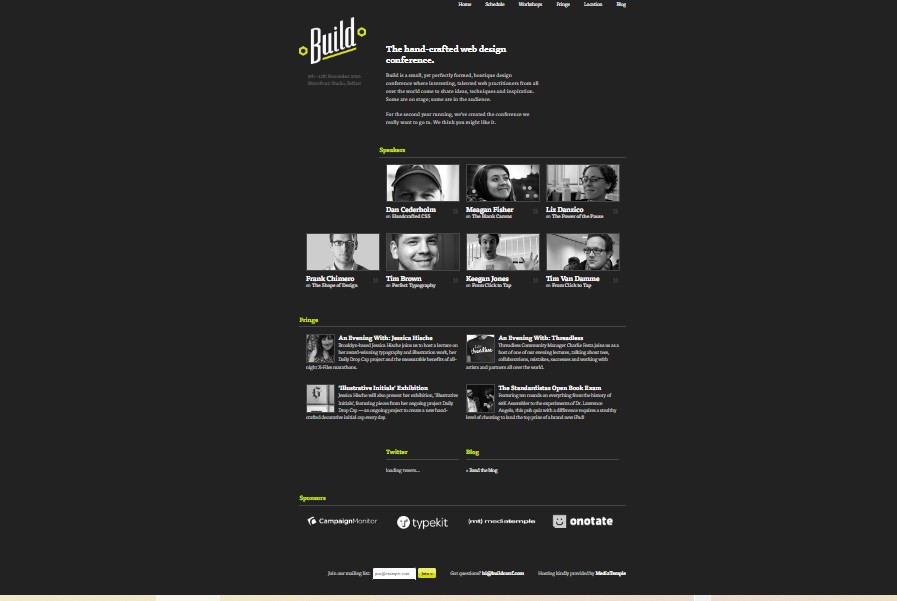 Home Schedule Workshops Fringe Location Blog
Build
The hand-crafted web design
conference.
Build is a small, yet perfectly formed, boutique design
conference where interesting, talented web practitioners from all
over the world come to share ideas, techniques and inspiration.
Some are on stage; some are in the audience.
For the second year running, we've created the conference we
really want to go to. We think you might like it.
Speakers
Dan Cederholm
on Handcrafted CSS
Meagan Fisher
on The Blank Canvas
Liz Danzico
on The Power of the Pause
Frank Chimero
on The Shape of Design
Tim Brown
on Perfect Typography
Keegan Jones
on From Click to Tap
Tim Van Damme
on From Click to Tap
Fringe
An Evening With: Jessica Hische
Brooklyn-based Jessica Hische joins us to host a lecture on
her award-winning typography and illustration work, her
Daily Drop Cap project and the measurable benefits of all-
night X-Files marathons.
An Evening With: Threadless
Threadless Community Manager Charlie Festa joins us as a
host of one of our evening lectures, talking about tees,
collaborations, mistakes, successes and working with
artists and partners all over the world.
'Illustrative Initials' Exhibition
Jessica Hische will also present her exhibition, 'Illustrative
Initials', featuring pieces from her ongoing project Daily
Drop Cap — an ongoing project to create a new hand-
crafted decorative initial cap every day.
The Standardistas Open Book Exam
Featuring ten rounds on everything from the history of
68K Assembler to the experiments of Dr. Lawrence
Angelo, this pub quiz with a difference requires a stealthy
level of cheating to land the top prize of a brand new iPad!
Twitter
loading tweets...
Blog
» Read the blog
Sponsors
CampaignMonitor
typekit
(mt) mediatemple
onotate
Join our mailing list: you@example.com Join » Got questions? hi@buildconf.com Hosting kindly provided by MediaTemple